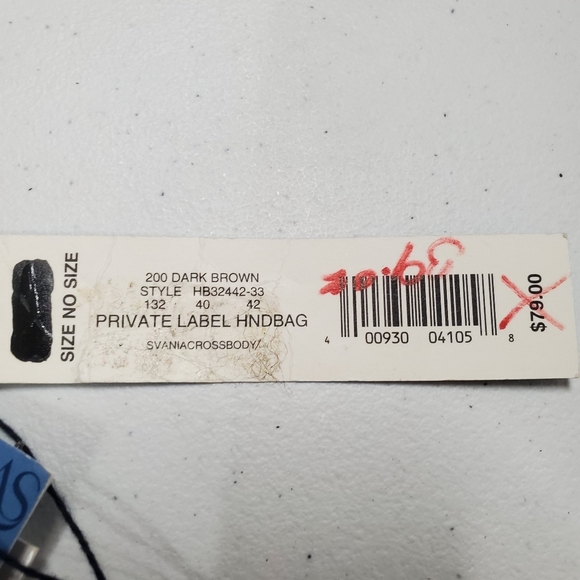 SIZE NO SIZE
200 DARK BROWN
STYLE HB32442-33
132 40 42
PRIVATE LABEL HNDBAG
SVANIACROSSBODY/
4 00930 04105 8
$79.00